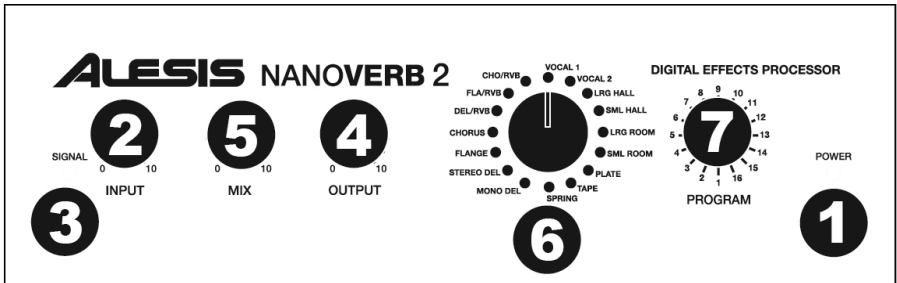 ALESIS NANOVERB 2
DIGITAL EFFECTS PROCESSOR
CHO/RVB
VOCAL 1
VOCAL 2
FLA/RVB
LRG HALL
DEL/RVB
SML HALL
CHORUS
LRG ROOM
FLANGE
SML ROOM
STEREO DEL
PLATE
MONO DEL
TAPE
SPRING
2
0 10
INPUT
5
0 10
MIX
4
0 10
OUTPUT
SIGNAL
3
6
7
1 2 3 4 5 6 7 8 9 10 11 12 13 14 15 16
PROGRAM
POWER
1